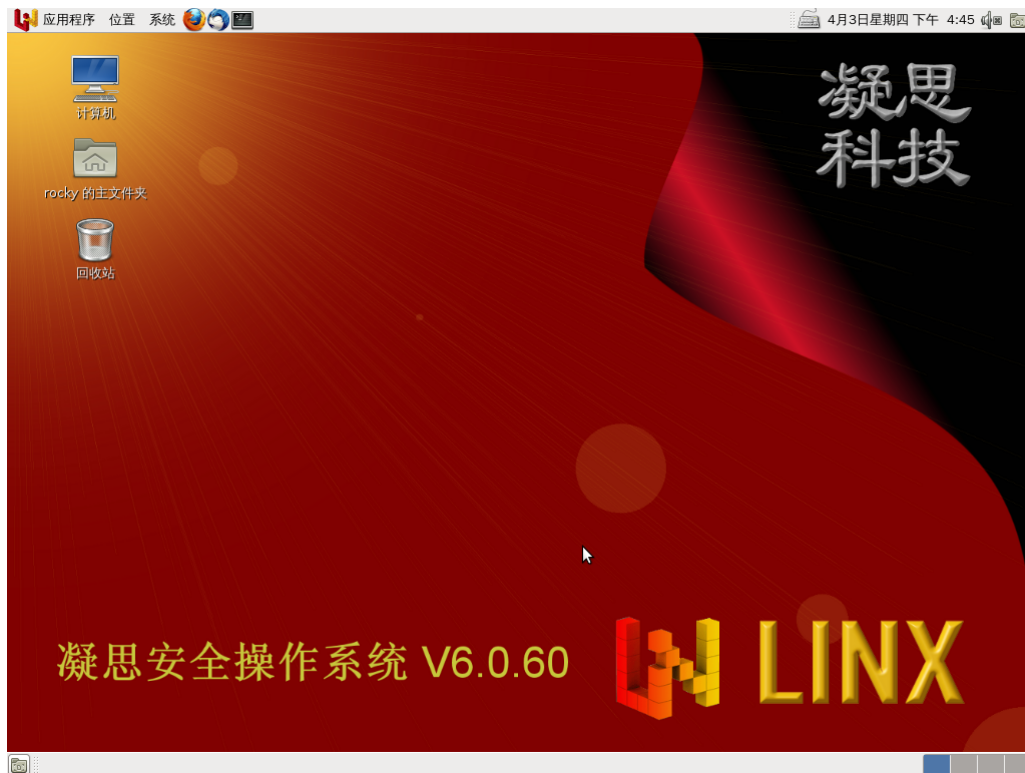 应用程序 位置 系统 4月3日星期四 下午 4:45
凝思
科技
计算机
rocky 的主文件夹
回收站
凝思安全操作系统 V6.0.60
LINX